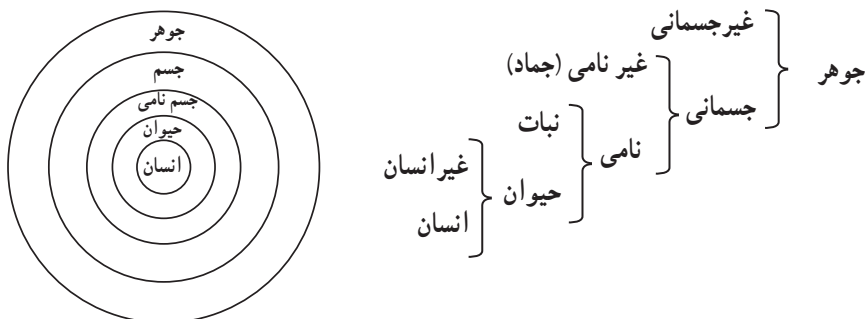 جوهر
غیرجسمانی
جسمانی
غیر نامی (جماد)
نامی
نبات
حیوان
غیرانسان
انسان
جوهر
جسم
جسم نامی
حیوان
انسان